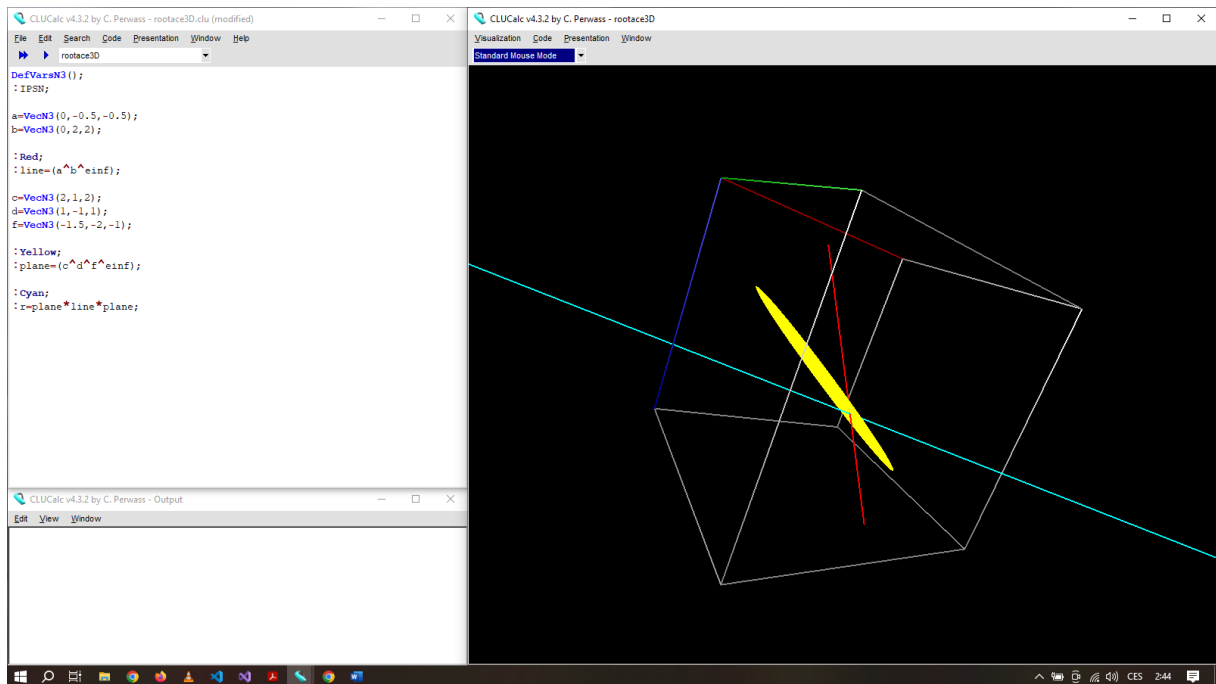 CLUCalc v4.3.2 by C. Perwass - rootace3D.clu (modified)
File Edit Search Code Presentation Window Help
rootace3D
DefVarsN3();
:IPSN;
a=VecN3(0,-0.5,-0.5);
b=VecN3(0,2,2);
:Red;
:line=(a^b^einf);
c=VecN3(2,1,2);
d=VecN3(1,-1,1);
f=VecN3(-1.5,-2,-1);
:Yellow;
:plane=(c^d^f^einf);
:Cyan;
:r=plane*line*plane;
CLUCalc v4.3.2 by C. Perwass - Output
Edit View Window
CLUCalc v4.3.2 by C. Perwass - rootace3D
Visualization Code Presentation Window
Standard Mouse Mode
CES 2:44